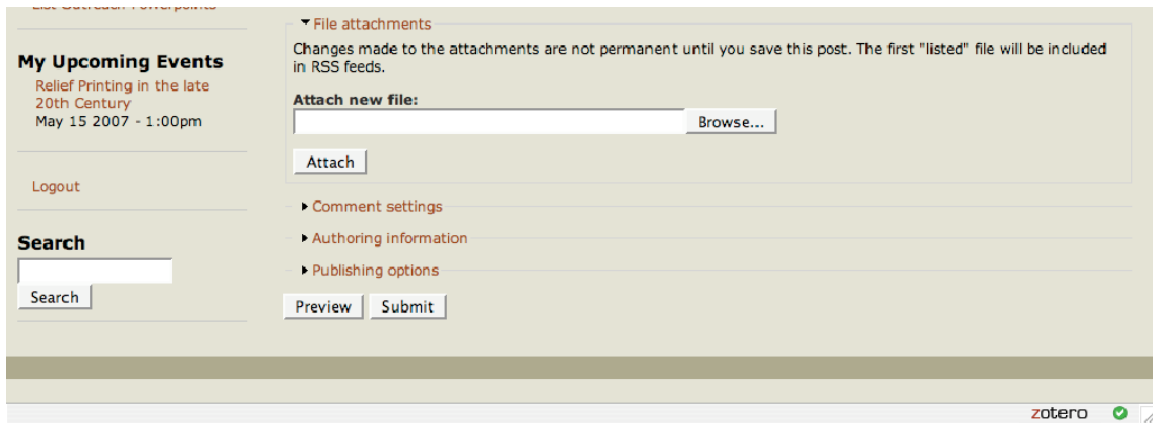 List Outreach Powerpoints
My Upcoming Events
Relief Printing in the late
20th Century
May 15 2007 - 1:00pm
Logout
Search
Search
File attachments
Changes made to the attachments are not permanent until you save this post. The first "listed" file will be included
in RSS feeds.
Attach new file:
Browse...
Attach
Comment settings
Authoring information
Publishing options
Preview Submit
zotero